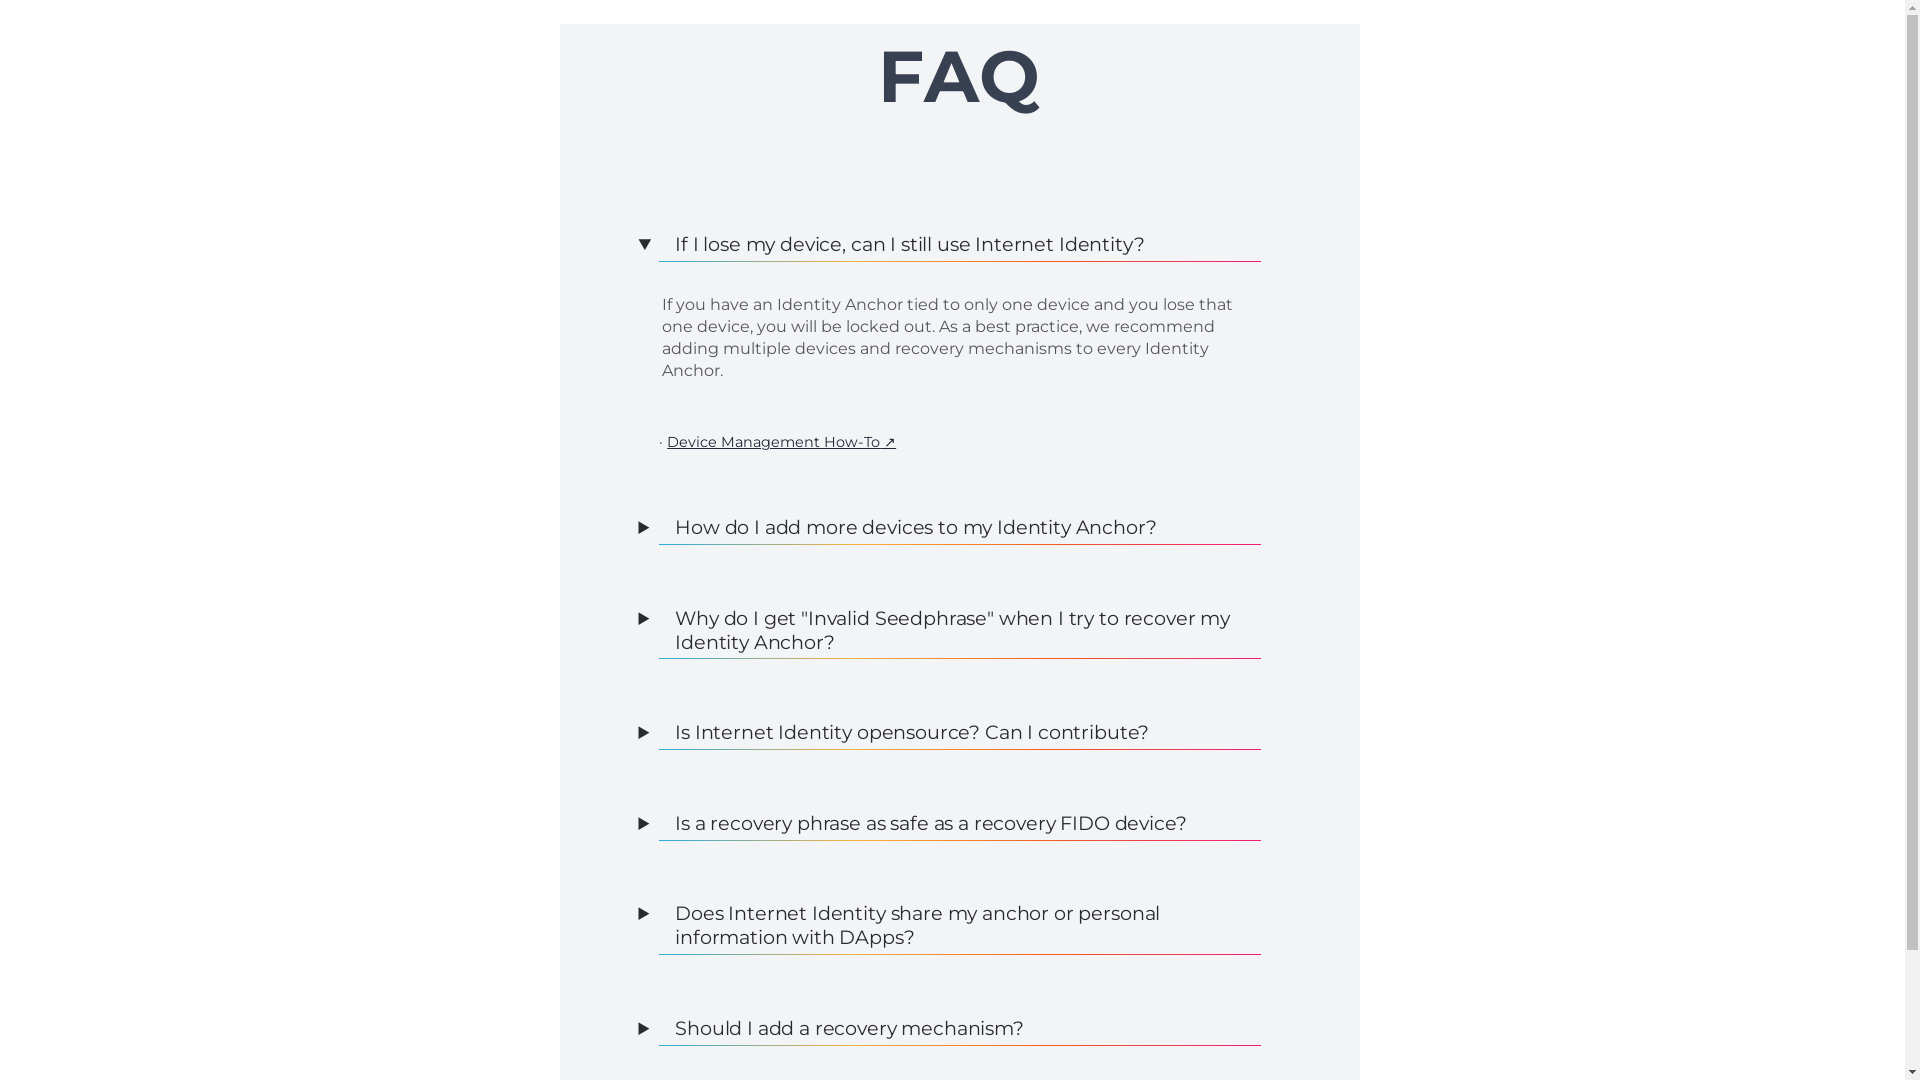 FAQ
If I lose my device, can I still use Internet Identity?
If you have an Identity Anchor tied to only one device and you lose that
one device, you will be locked out. As a best practice, we recommend
adding multiple devices and recovery mechanisms to every Identity
Anchor.
· Device Management How-To ↗
How do I add more devices to my Identity Anchor?
Why do I get "Invalid Seedphrase" when I try to recover my
Identity Anchor?
Is Internet Identity opensource? Can I contribute?
Is a recovery phrase as safe as a recovery FIDO device?
Does Internet Identity share my anchor or personal
information with DApps?
Should I add a recovery mechanism?